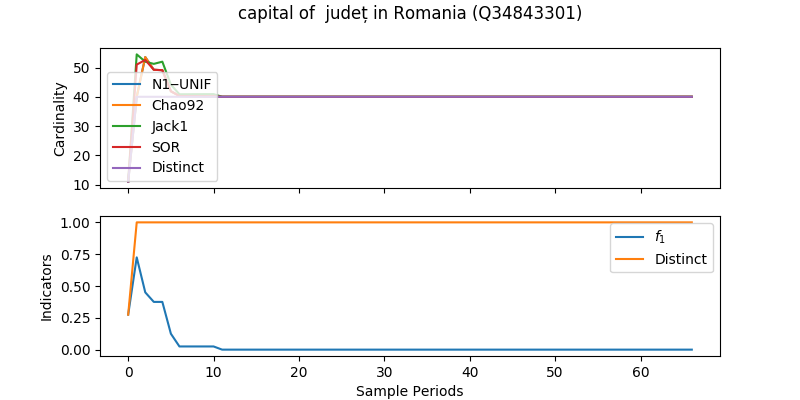 capital of  județ in Romania (Q34843301)
Cardinality
50
40
30
20
10
N1−UNIF
Chao92
Jack1
SOR
Distinct
Indicators
1.00
0.75
0.50
0.25
0.00
f1
Distinct
0 10 20 30 40 50 60
Sample Periods